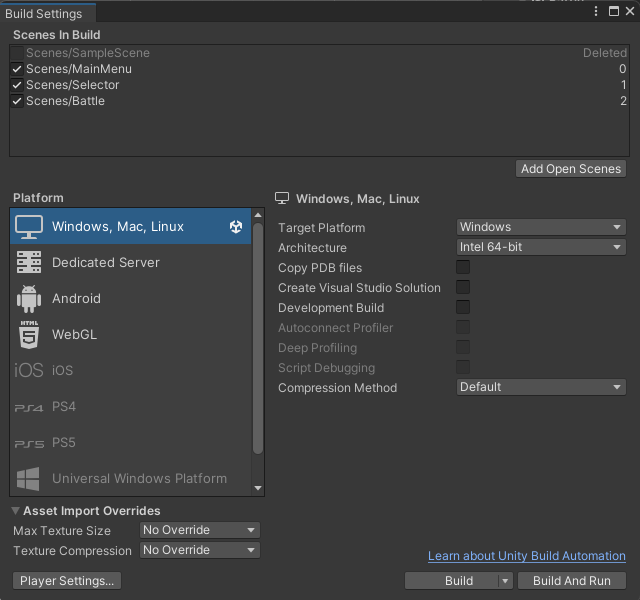 Build Settings
Scenes In Build
Scenes/SampleScene Deleted
Scenes/MainMenu 0
Scenes/Selector 1
Scenes/Battle 2
Add Open Scenes
Platform
Windows, Mac, Linux
Dedicated Server
Android
HTML 5 WebGL
iOS iOS
PS4 PS4
PS5 PS5
Universal Windows Platform
Windows, Mac, Linux
Target Platform Windows
Architecture Intel 64-bit
Copy PDB files
Create Visual Studio Solution
Development Build
Autoconnect Profiler
Deep Profiling
Script Debugging
Compression Method Default
Asset Import Overrides
Max Texture Size No Override
Texture Compression No Override
Learn about Unity Build Automation
Player Settings... Build Build And Run